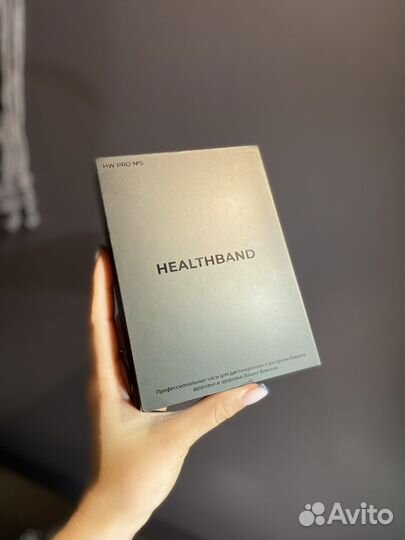 HW PRO №5
HEALTHBAND
Профессиональные часы для дистанционного контроля Вашего
здоровья и здоровья Ваших близких
Avito